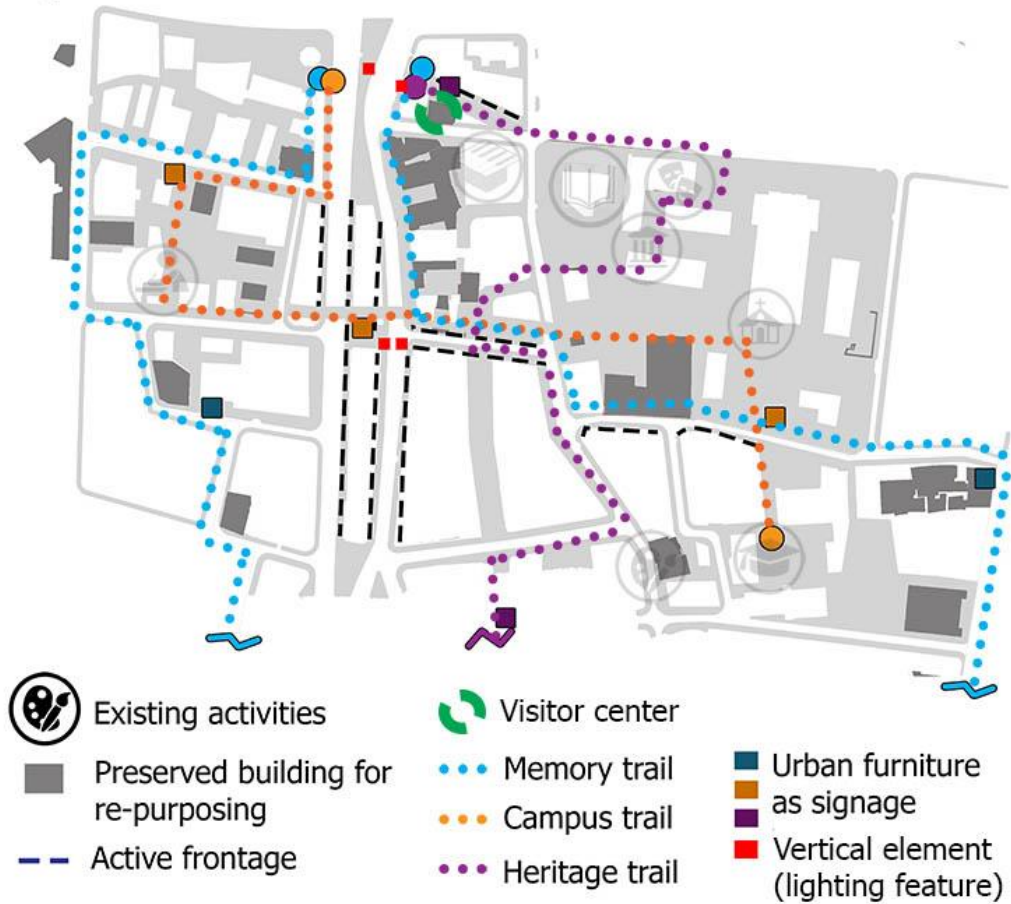 Existing activities
Preserved building for
re-purposing
Active frontage
Visitor center
Memory trail
Campus trail
Heritage trail
Urban furniture
as signage
Vertical element
(lighting feature)